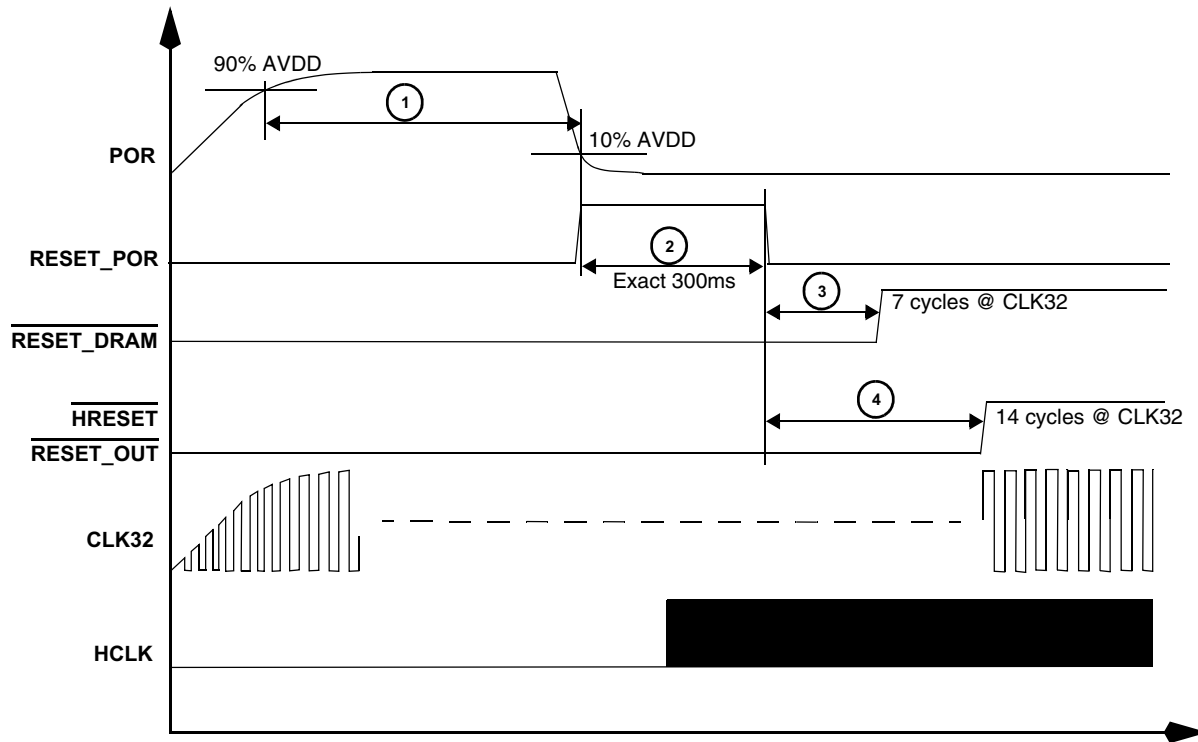 90% AVDD
1
10% AVDD
POR
2
RESET_POR
Exact 300ms
3
7 cycles @ CLK32
RESET_DRAM
4
HRESET
14 cycles @ CLK32
RESET_OUT
CLK32
HCLK